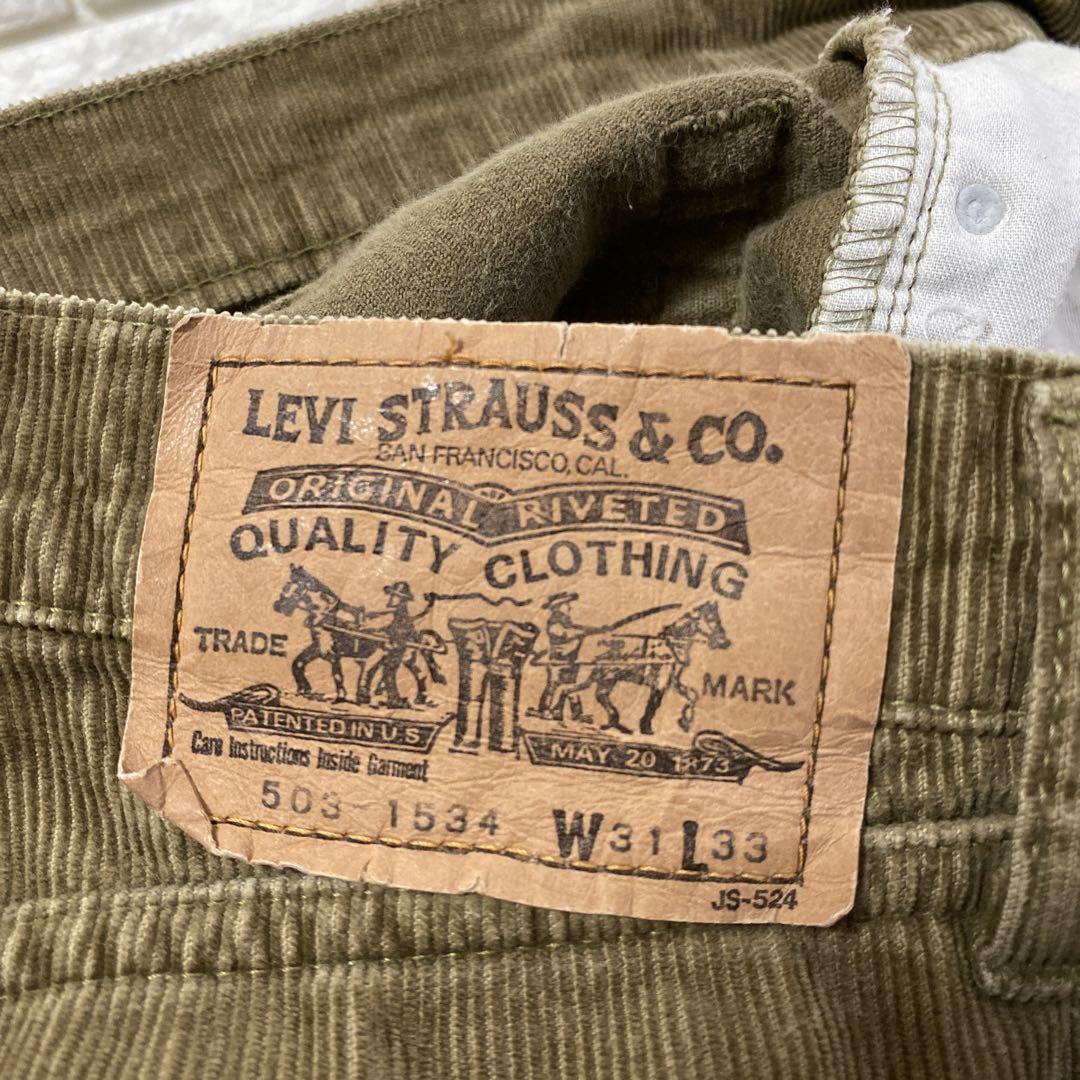 LEVI STRAUSS & CO.
SAN FRANCISCO, CAL.
ORIGINAL RIVETED
QUALITY CLOTHING
TRADE MARK
PATENTED IN U.S. MAY 20 1873
Care Instructions Inside Garment
503 1534 W31 L33
JS-524